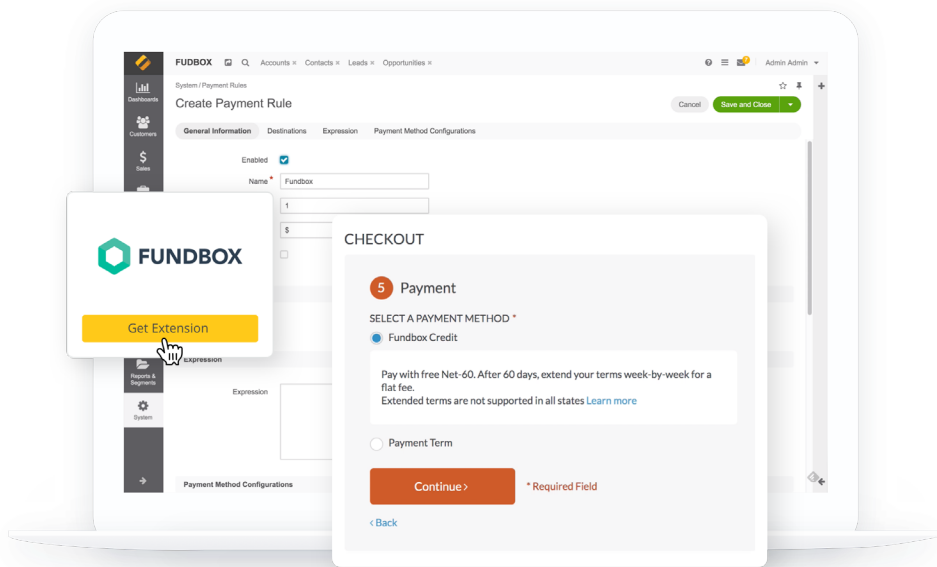 FUDBOX
Accounts × Contacts × Leads × Opportunities ×
Admin Admin
Dashboards
Customers
Sales
Reports & Segments
System
System / Payment Rules
Create Payment Rule
Cancel
Save and Close
General Information Destinations Expression Payment Method Configurations
Enabled
Name *
Fundbox
1
$
FUNDBOX
Get Extension
Expression
Expression
Payment Method Configurations
CHECKOUT
5 Payment
SELECT A PAYMENT METHOD *
Fundbox Credit
Pay with free Net-60. After 60 days, extend your terms week-by-week for a
flat fee.
Extended terms are not supported in all states Learn more
Payment Term
Continue >
* Required Field
< Back